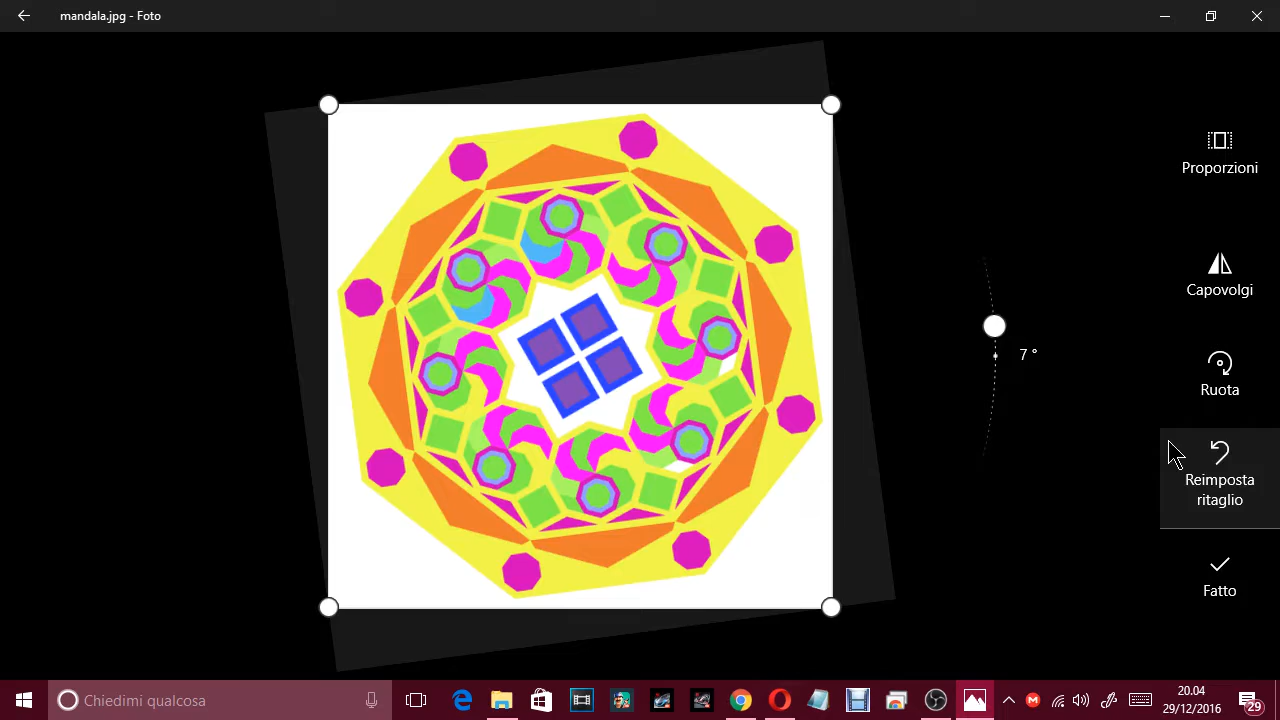 mandala.jpg - Foto
Proporzioni
Capovolgi
7 °
Ruota
Reimposta
ritaglio
Fatto
Chiedimi qualcosa
20.04
29/12/2016
29